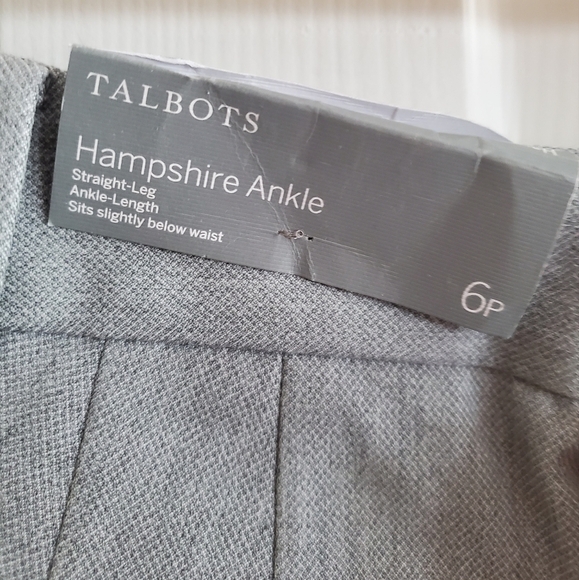 TALBOTS
Hampshire Ankle
Straight-Leg
Ankle-Length
Sits slightly below waist
6P